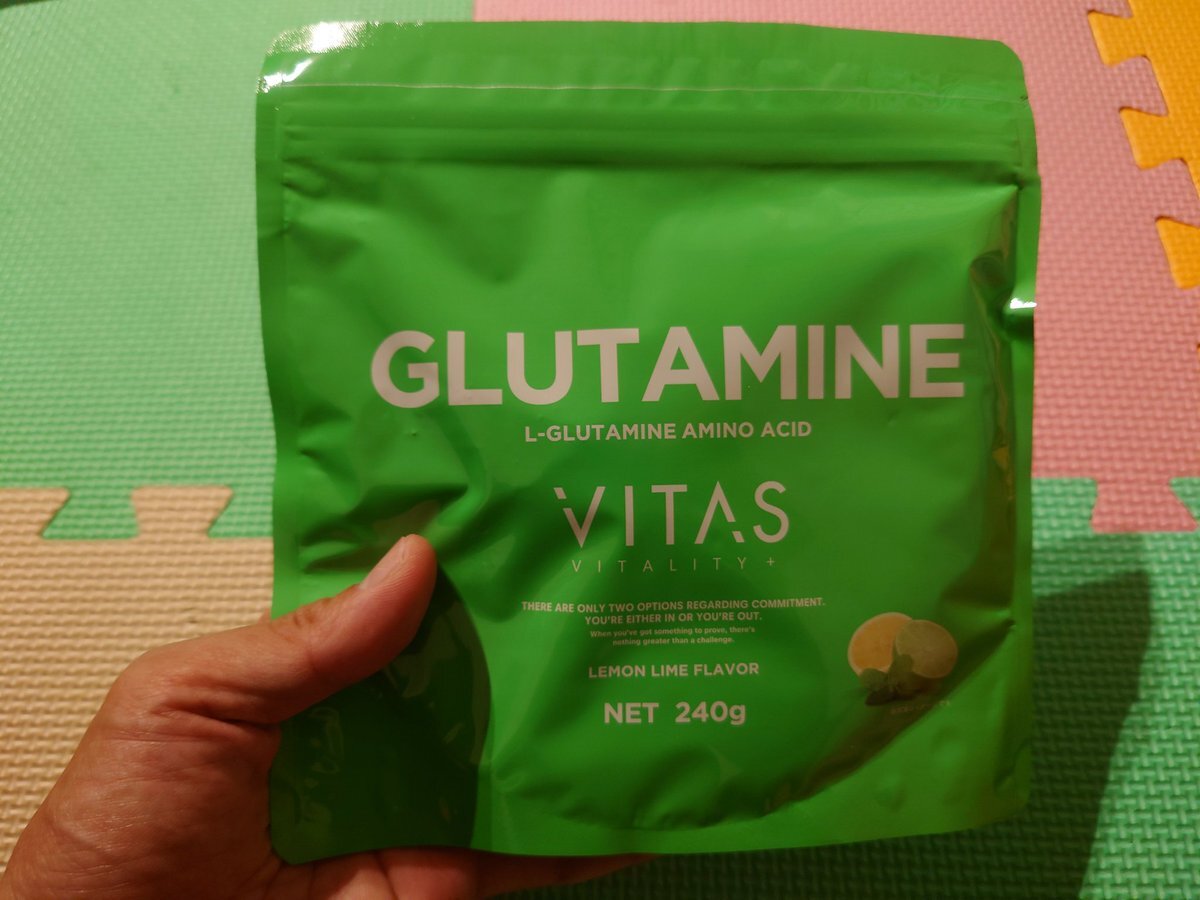 GLUTAMINE
L-GLUTAMINE AMINO ACID
VITAS
VITALITY +
THERE ARE ONLY TWO OPTIONS REGARDING COMMITMENT.
YOU'RE EITHER IN OR YOU'RE OUT.
When you've got something to prove, there's
nothing greater than a challenge.
LEMON LIME FLAVOR
NET 240g